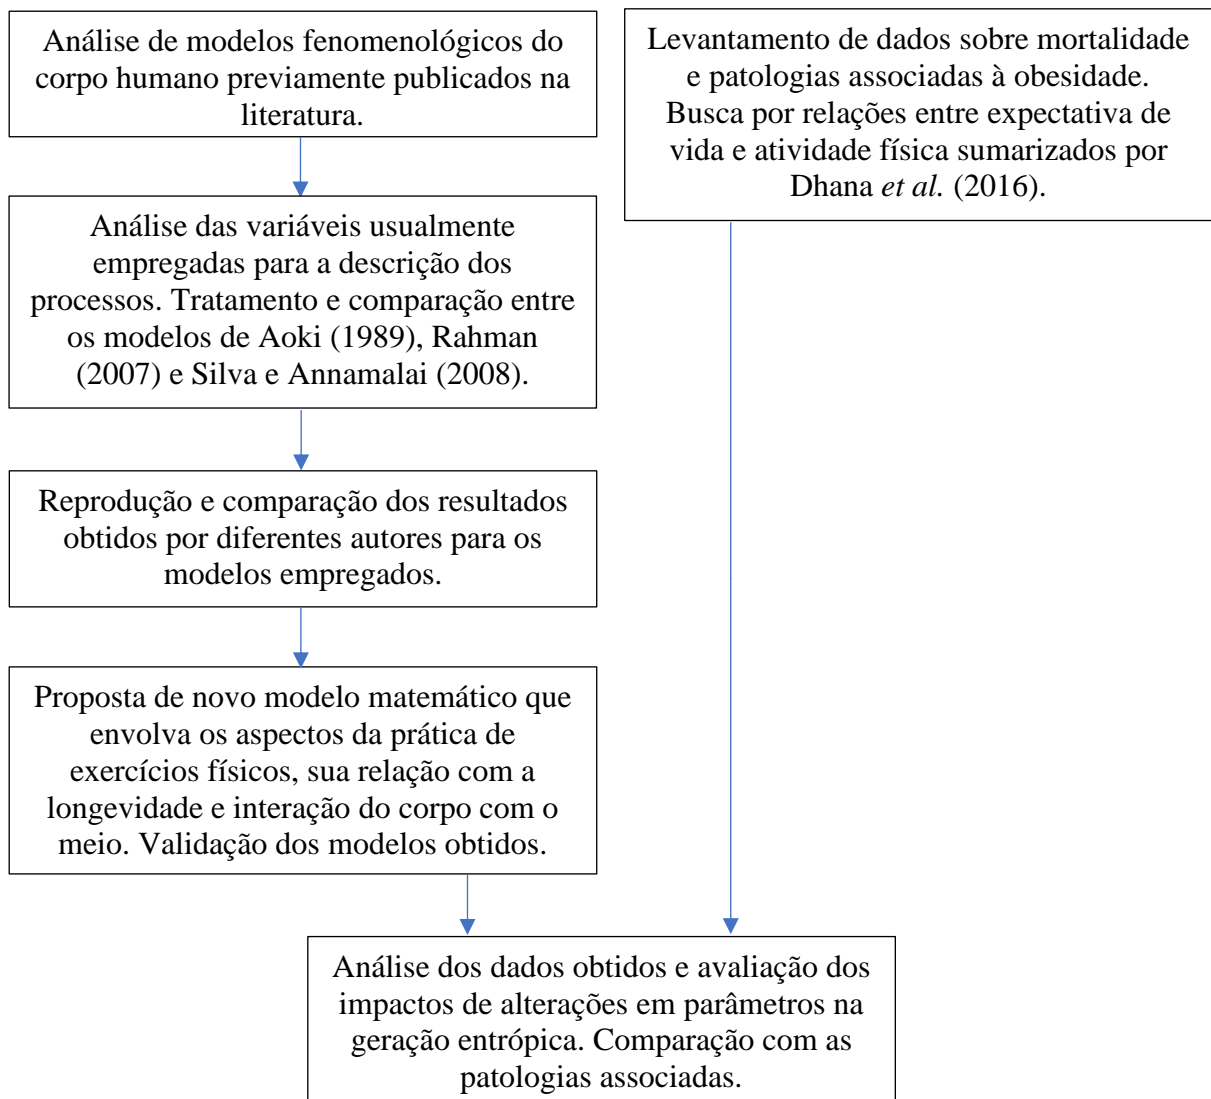 Análise de modelos fenomenológicos do
corpo humano previamente publicados na
literatura.
Levantamento de dados sobre mortalidade
e patologias associadas à obesidade.
Busca por relações entre expectativa de
vida e atividade física sumarizados por
Dhana et al. (2016).
Análise das variáveis usualmente
empregadas para a descrição dos
processos. Tratamento e comparação entre
os modelos de Aoki (1989), Rahman
(2007) e Silva e Annamalai (2008).
Reprodução e comparação dos resultados
obtidos por diferentes autores para os
modelos empregados.
Proposta de novo modelo matemático que
envolva os aspectos da prática de
exercícios físicos, sua relação com a
longevidade e interação do corpo com o
meio. Validação dos modelos obtidos.
Análise dos dados obtidos e avaliação dos
impactos de alterações em parâmetros na
geração entrópica. Comparação com as
patologias associadas.